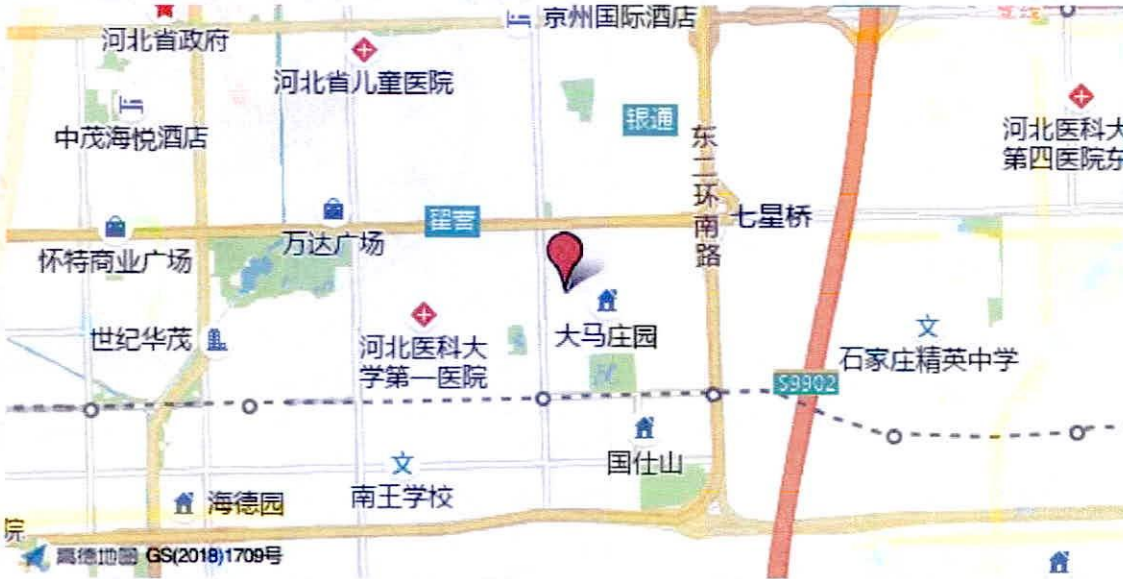 京州国际酒店
河北省政府
河北省儿童医院
中茂海悦酒店
银通
东二环南路
河北医科大
第四医院东
七星桥
留营
万达广场
怀特商业广场
世纪华茂
河北医科大
学第一医院
大马庄园
石家庄精英中学
S9902
国仕山
南王学校
海德园
院
高德地图 GS(2018)1709号